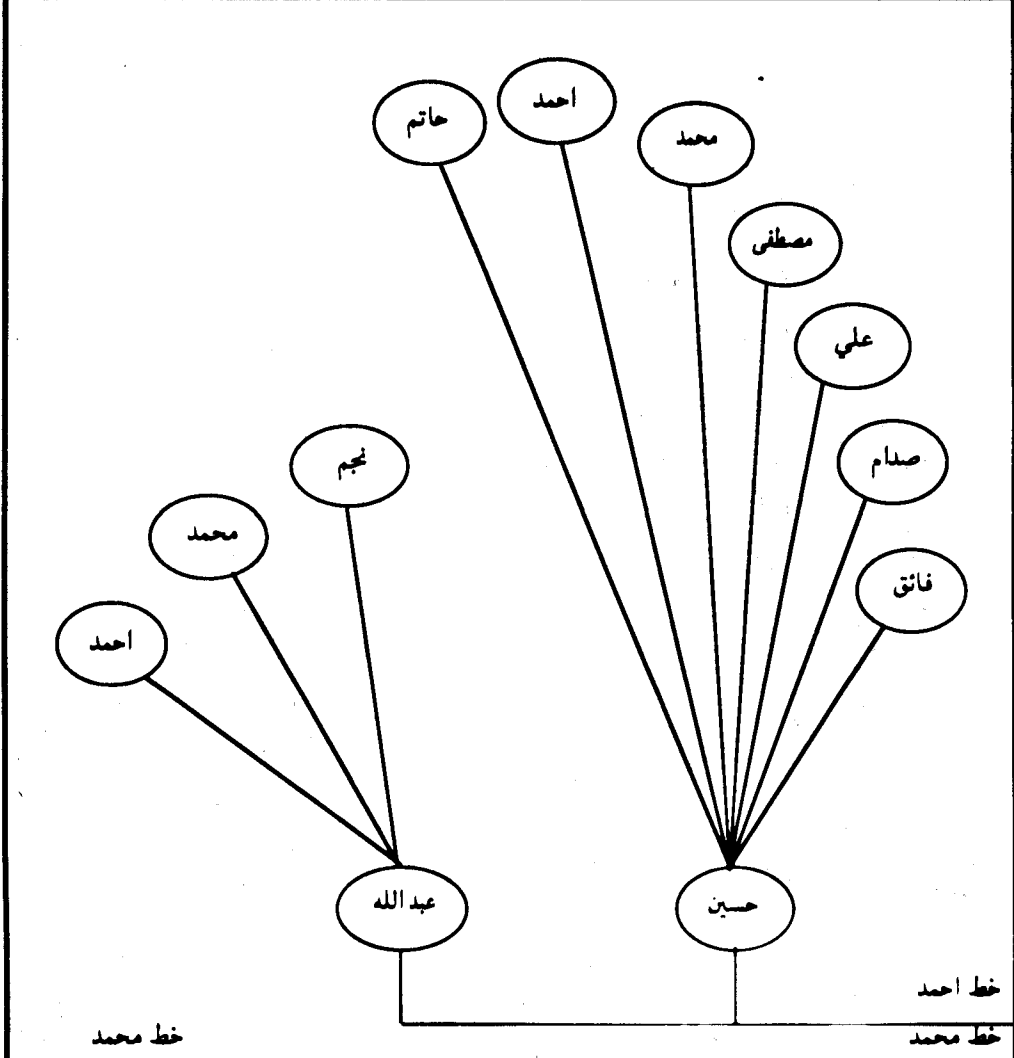 احمد
حاتم
محمد
مصطفى
علي
نجم
صدام
محمد
فائق
احمد
حسين
عبد الله
خط احمد
خط محمد
خط محمد